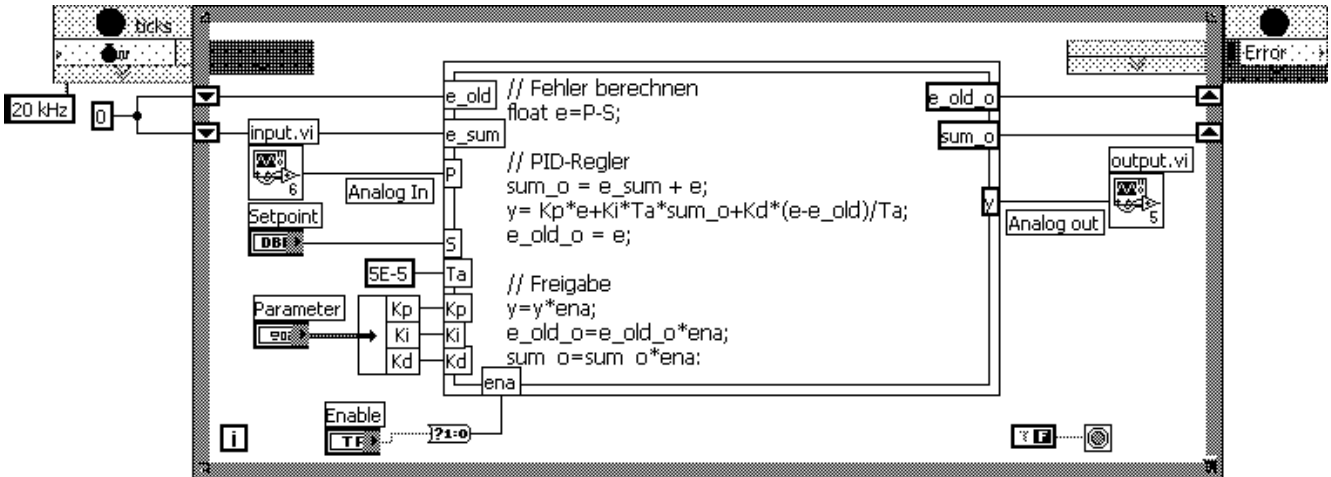 ticks
Error
20 kHz
0
e_old
// Fehler berechnen
float e=P-S;
e_old_o
input.vi
e_sum
sum_o
// PID-Regler
output.vi
6
P
sum_o = e_sum + e;
Analog In
y= Kp*e+Ki*Ta*sum_o+Kd*(e-e_old)/Ta;
y
5
Setpoint
e_old_o = e;
Analog out
DBL
S
5E-5
Ta
// Freigabe
Parameter
Kp
Kp
y=y*ena;
Ki
Ki
e_old_o=e_old_o*ena;
Kd
Kd
sum_o=sum_o*ena;
ena
Enable
TF
?1:0
i
F